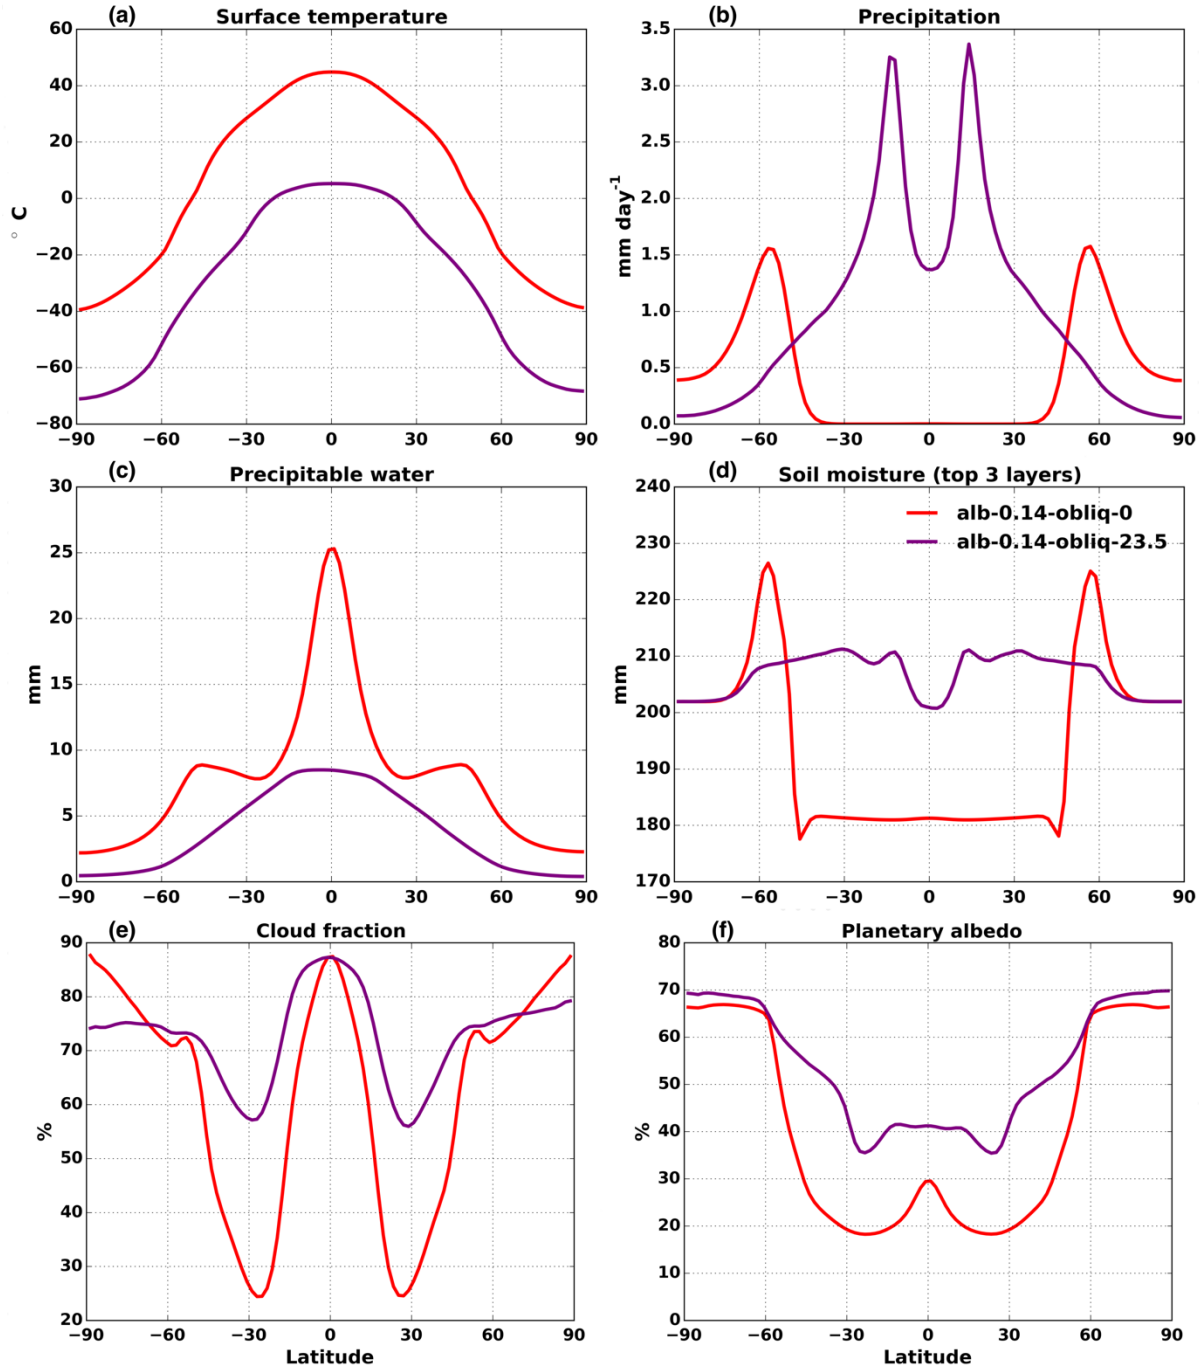 (a) Surface temperature
60
40
20
0
−20
−40
−60
−80
° C
−90 −60 −30 0 30 60 90
(b) Precipitation
3.5
3.0
2.5
2.0
1.5
1.0
0.5
0.0
mm day-1
−90 −60 −30 0 30 60 90
(c) Precipitable water
30
25
20
15
10
5
0
mm
−90 −60 −30 0 30 60 90
(d) Soil moisture (top 3 layers)
240
230
220
210
200
190
180
170
mm
alb-0.14-obliq-0
alb-0.14-obliq-23.5
−90 −60 −30 0 30 60 90
(e) Cloud fraction
90
80
70
60
50
40
30
20
%
−90 −60 −30 0 30 60 90
Latitude
(f) Planetary albedo
80
70
60
50
40
30
20
10
0
%
−90 −60 −30 0 30 60 90
Latitude